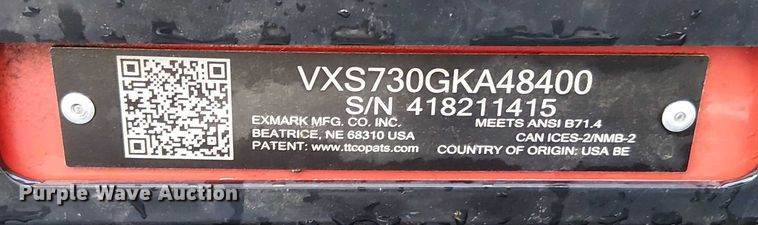 VXS730GKA48400
S/N 418211415
EXMARK MFG. CO. INC.
BEATRICE, NE 68310 USA
PATENT: www.ttcopats.com
MEETS ANSI B71.4
CAN ICES-2/NMB-2
COUNTRY OF ORIGIN: USA BE
Purple Wave Auction